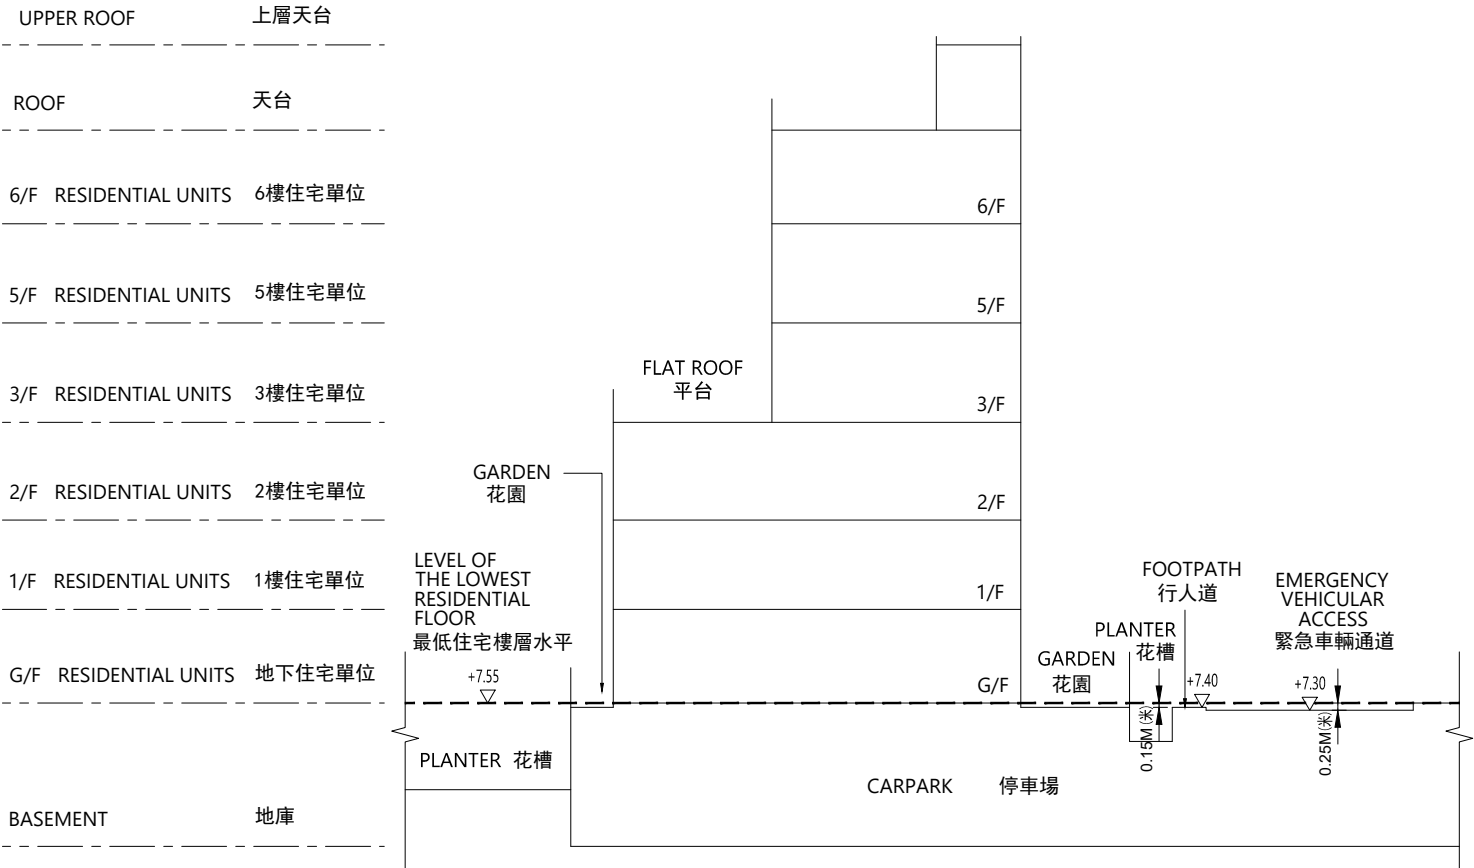 UPPER ROOF 上層天台
ROOF 天台
6/F RESIDENTIAL UNITS 6樓住宅單位
6/F
5/F RESIDENTIAL UNITS 5樓住宅單位
5/F
FLAT ROOF
平台
3/F RESIDENTIAL UNITS 3樓住宅單位
3/F
GARDEN
花園
2/F RESIDENTIAL UNITS 2樓住宅單位
2/F
1/F RESIDENTIAL UNITS 1樓住宅單位
1/F
LEVEL OF
THE LOWEST
RESIDENTIAL
FLOOR
最低住宅樓層水平
+7.55
FOOTPATH
行人道
EMERGENCY
VEHICULAR
ACCESS
緊急車輛通道
PLANTER
花槽
GARDEN
花園
G/F RESIDENTIAL UNITS 地下住宅單位
G/F
+7.40
+7.30
0.15M(米)
0.25M(米)
PLANTER 花槽
CARPARK 停車場
BASEMENT 地庫